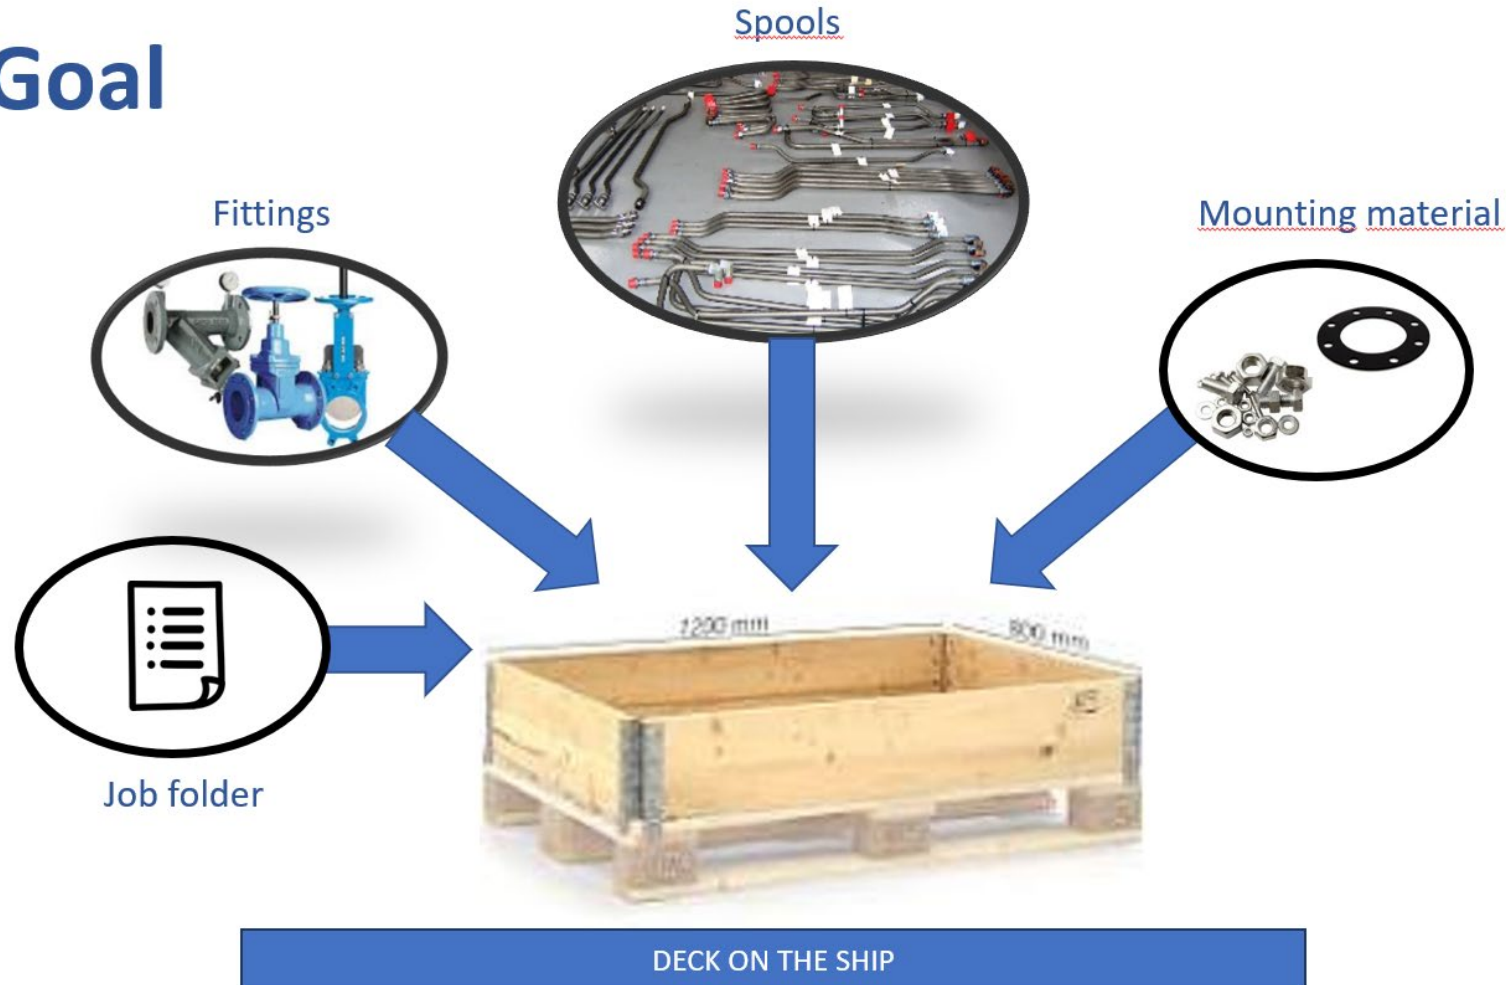 Goal
Spools
Fittings
Mounting material
1200 mm
800 mm
Job folder
DECK ON THE SHIP